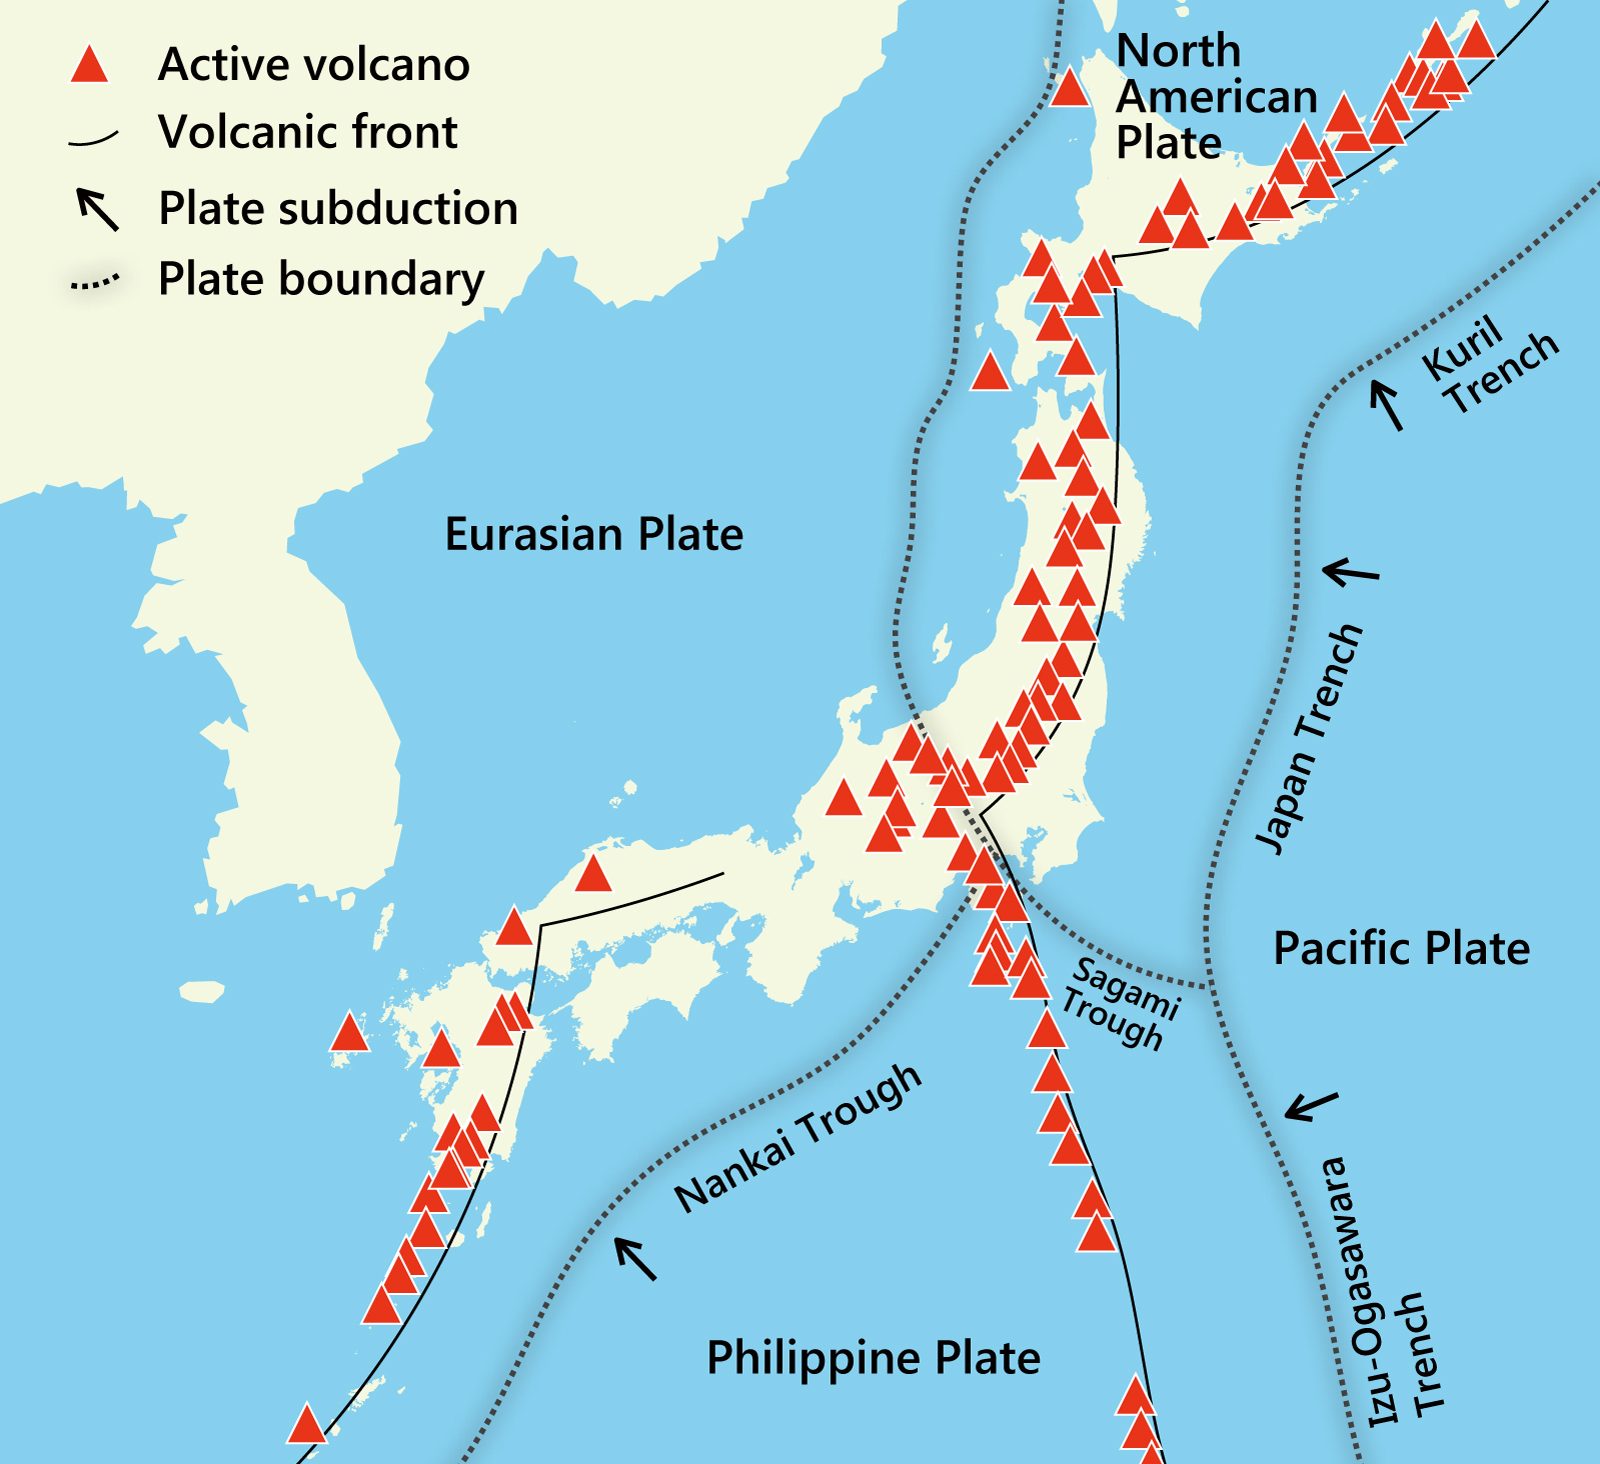 Active volcano
Volcanic front
Plate subduction
Plate boundary
North
American
Plate
Kuril
Trench
Eurasian Plate
Japan Trench
Pacific Plate
Sagami
Trough
Nankai Trough
Izu-Ogasawara
Trench
Philippine Plate